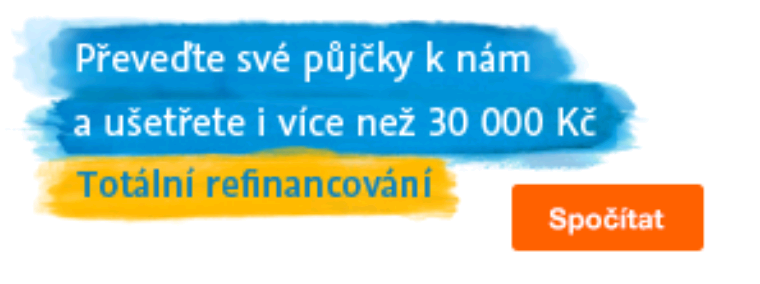 Převeďte své půjčky k nám
a ušetřete i více než 30 000 Kč
Totální refinancování
Spočítat